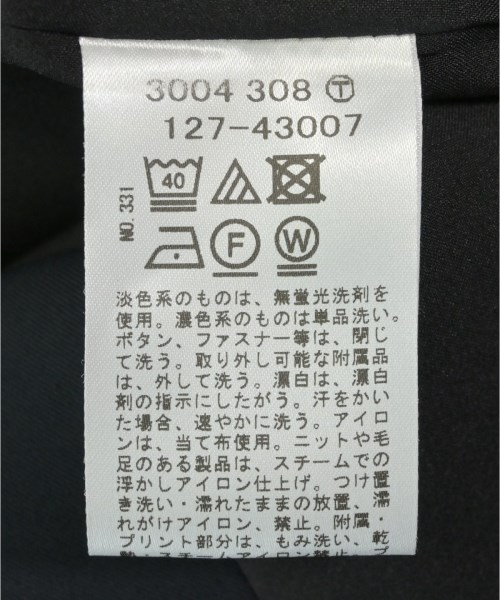 3004 308 Ⓣ
127-43007
NO.331
40
F
W
淡色系のものは、無蛍光洗剤を
使用。濃色系のものは単品洗い。
ボタン、ファスナー等は、閉じ
て洗う。取り外し可能な附属品
は、外して洗う。漂白は、漂白
剤の指示にしたがう。汗をかい
た場合、速やかに洗う。アイロ
ンは、当て布使用。ニットや毛
足のある製品は、スチームでの
浮かしアイロン仕上げ。つけ置
き洗い・濡れたままの放置、濡
れがけアイロン、禁止。附属・
プリント部分は、もみ洗い、乾